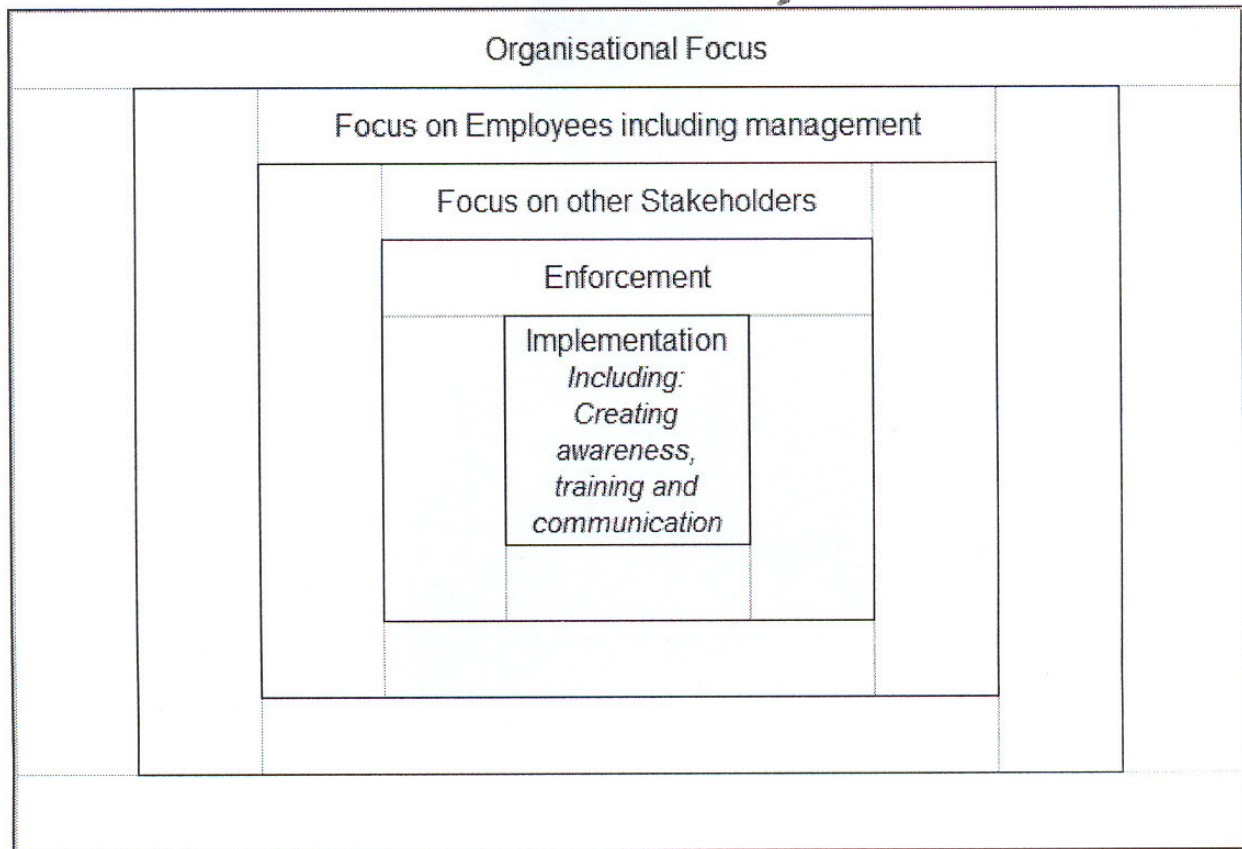 Organisational Focus
Focus on Employees including management
Focus on other Stakeholders
Enforcement
Implementation
Including:
Creating
awareness,
training and
communication